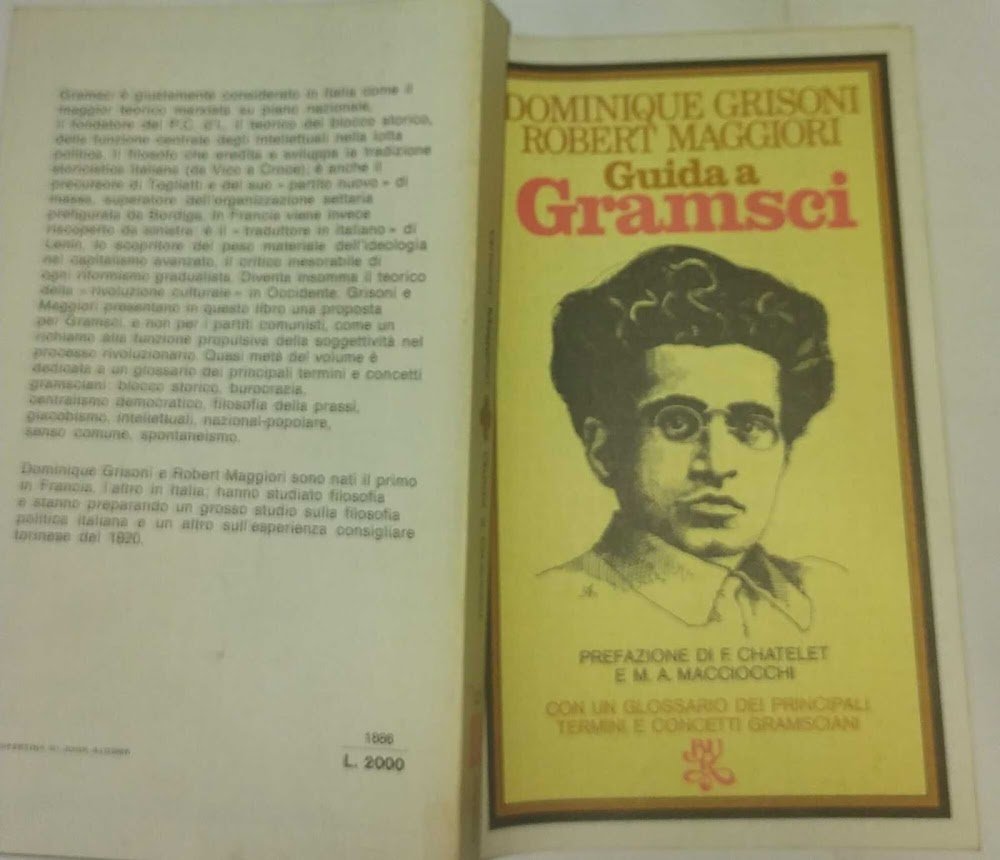 Gramsci è giustamente considerato in Italia come il
maggior teorico marxista su piano nazionale,
il fondatore del P.C. d'I., il teorico del blocco storico,
della funzione centrale degli intellettuali nella lotta
politica, il filosofo che eredita e sviluppa la tradizione
storicistica italiana (da Vico a Croce); è anche il
precursore di Togliatti e del suo « partito nuovo » di
massa, superatore dell'organizzazione settaria
prefigurata da Bordiga. In Francia viene invece
riscoperto da sinistra: è il « traduttore in italiano » di
Lenin, lo scopritore del peso materiale dell'ideologia
nel capitalismo avanzato, il critico inesorabile di
ogni riformismo gradualista. Diventa insomma il teorico
della « rivoluzione culturale » in Occidente. Grisoni e
Maggiori presentano in questo libro una proposta
per Gramsci, e non per i partiti comunisti, come un
richiamo alla funzione propulsiva della soggettività nel
processo rivoluzionario. Quasi metà del volume è
dedicata a un glossario dei principali termini e concetti
gramsciani: blocco storico, burocrazia,
centralismo democratico, filosofia della prassi,
giacobismo, intellettuali, nazional-popolare,
senso comune, spontaneismo.
Dominique Grisoni e Robert Maggiori sono nati il primo
in Francia, l'altro in Italia; hanno studiato filosofia
e stanno preparando un grosso studio sulla filosofia
politica italiana e un altro sull'esperienza consigliare
torinese del 1920.
DI JOHN ALCORN
1886
L. 2000
DOMINIQUE GRISONI
ROBERT MAGGIORI
Guida a
Gramsci
PREFAZIONE DI F. CHATELET
E M. A. MACCIOCCHI
CON UN GLOSSARIO DEI PRINCIPALI
TERMINI E CONCETTI GRAMSCIANI
BUR